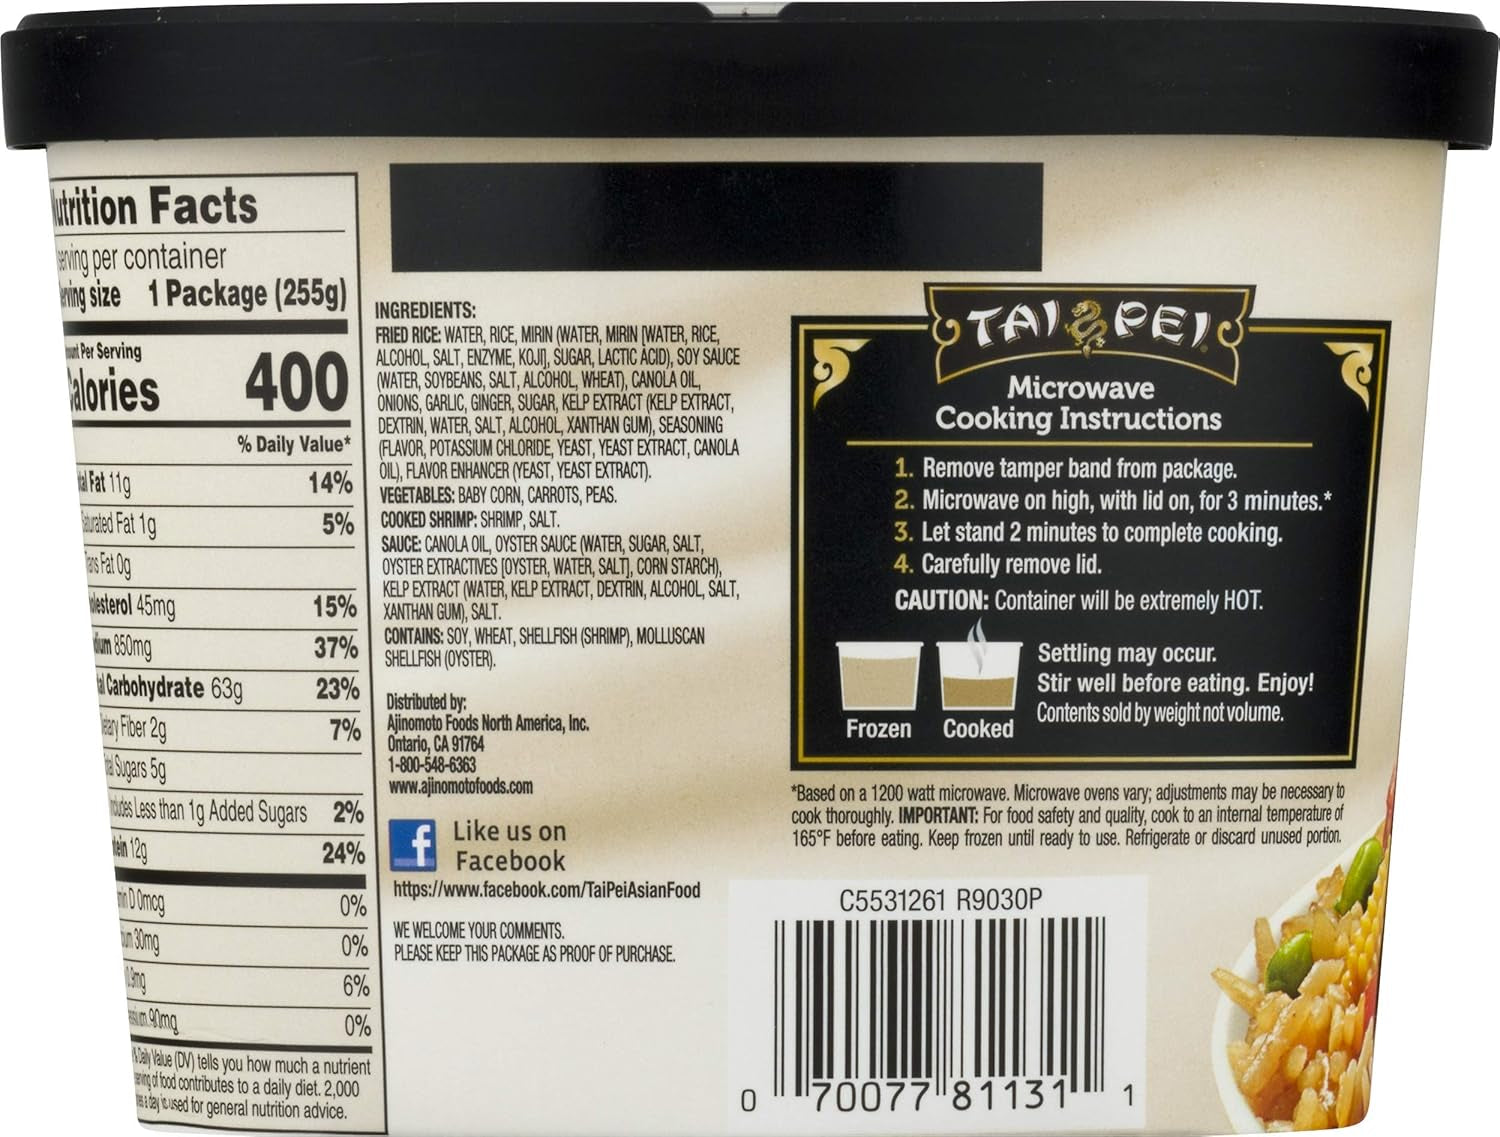 Nutrition Facts
serving per container
serving size 1 Package (255g)
Amount Per Serving
Calories 400
% Daily Value*
Total Fat 11g 14%
Saturated Fat 1g 5%
Trans Fat 0g
Cholesterol 45mg 15%
Sodium 850mg 37%
Total Carbohydrate 63g 23%
Dietary Fiber 2g 7%
Total Sugars 5g
Includes Less than 1g Added Sugars 2%
Protein 12g 24%
Vitamin D 0mcg 0%
30mg 0%
0.9mg 6%
Potassium 90mg 0%
% Daily Value (DV) tells you how much a nutrient
serving of food contributes to a daily diet. 2,000
a day is used for general nutrition advice.
INGREDIENTS:
FRIED RICE: WATER, RICE, MIRIN (WATER, MIRIN [WATER, RICE,
ALCOHOL, SALT, ENZYME, KOJI], SUGAR, LACTIC ACID), SOY SAUCE
(WATER, SOYBEANS, SALT, ALCOHOL, WHEAT), CANOLA OIL,
ONIONS, GARLIC, GINGER, SUGAR, KELP EXTRACT (KELP EXTRACT,
DEXTRIN, WATER, SALT, ALCOHOL, XANTHAN GUM), SEASONING
(FLAVOR, POTASSIUM CHLORIDE, YEAST, YEAST EXTRACT, CANOLA
OIL), FLAVOR ENHANCER (YEAST, YEAST EXTRACT).
VEGETABLES: BABY CORN, CARROTS, PEAS.
COOKED SHRIMP: SHRIMP, SALT.
SAUCE: CANOLA OIL, OYSTER SAUCE (WATER, SUGAR, SALT,
OYSTER EXTRACTIVES [OYSTER, WATER, SALT], CORN STARCH),
KELP EXTRACT (WATER, KELP EXTRACT, DEXTRIN, ALCOHOL, SALT,
XANTHAN GUM), SALT.
CONTAINS: SOY, WHEAT, SHELLFISH (SHRIMP), MOLLUSCAN
SHELLFISH (OYSTER).
Distributed by:
Ajinomoto Foods North America, Inc.
Ontario, CA 91764
1-800-548-6363
www.ajinomotofoods.com
f
Like us on
Facebook
https://www.facebook.com/TaiPeiAsianFood
WE WELCOME YOUR COMMENTS.
PLEASE KEEP THIS PACKAGE AS PROOF OF PURCHASE.
TAI PEI®
Microwave
Cooking Instructions
1. Remove tamper band from package.
2. Microwave on high, with lid on, for 3 minutes.*
3. Let stand 2 minutes to complete cooking.
4. Carefully remove lid.
CAUTION: Container will be extremely HOT.
Settling may occur.
Stir well before eating. Enjoy!
Contents sold by weight not volume.
Frozen Cooked
*Based on a 1200 watt microwave. Microwave ovens vary; adjustments may be necessary to
cook thoroughly. IMPORTANT: For food safety and quality, cook to an internal temperature of
165°F before eating. Keep frozen until ready to use. Refrigerate or discard unused portion.
C5531261 R9030P
0 70077 81131 1